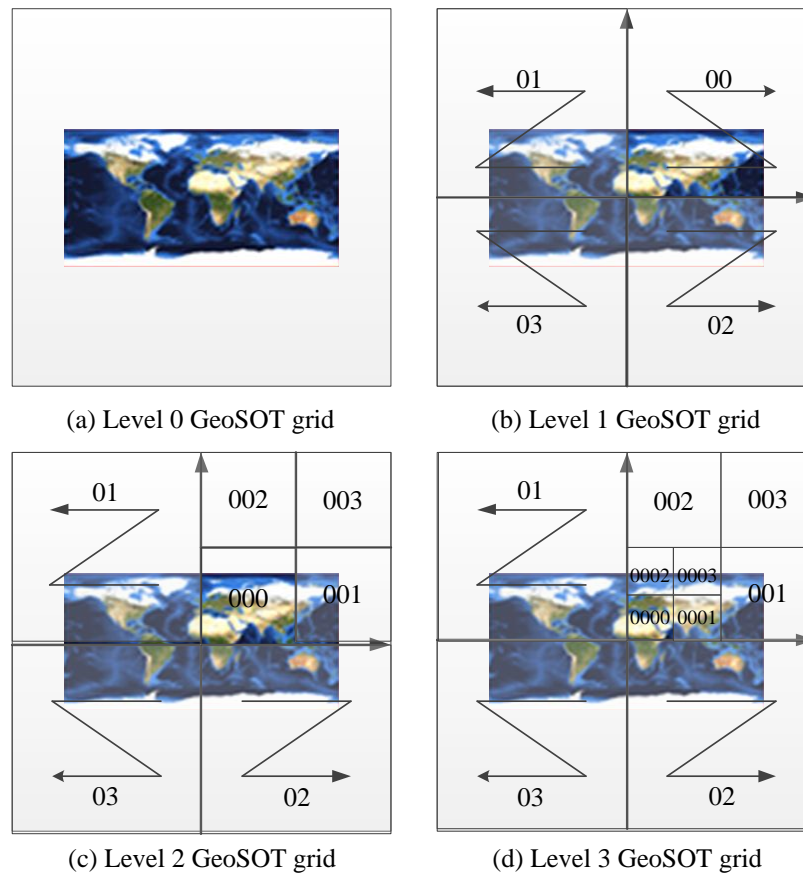 01 00
03 02
(a) Level 0 GeoSOT grid
(b) Level 1 GeoSOT grid
01 002 003
000 001
03 02
01 002 003
0002 0003
0000 0001 001
03 02
(c) Level 2 GeoSOT grid
(d) Level 3 GeoSOT grid